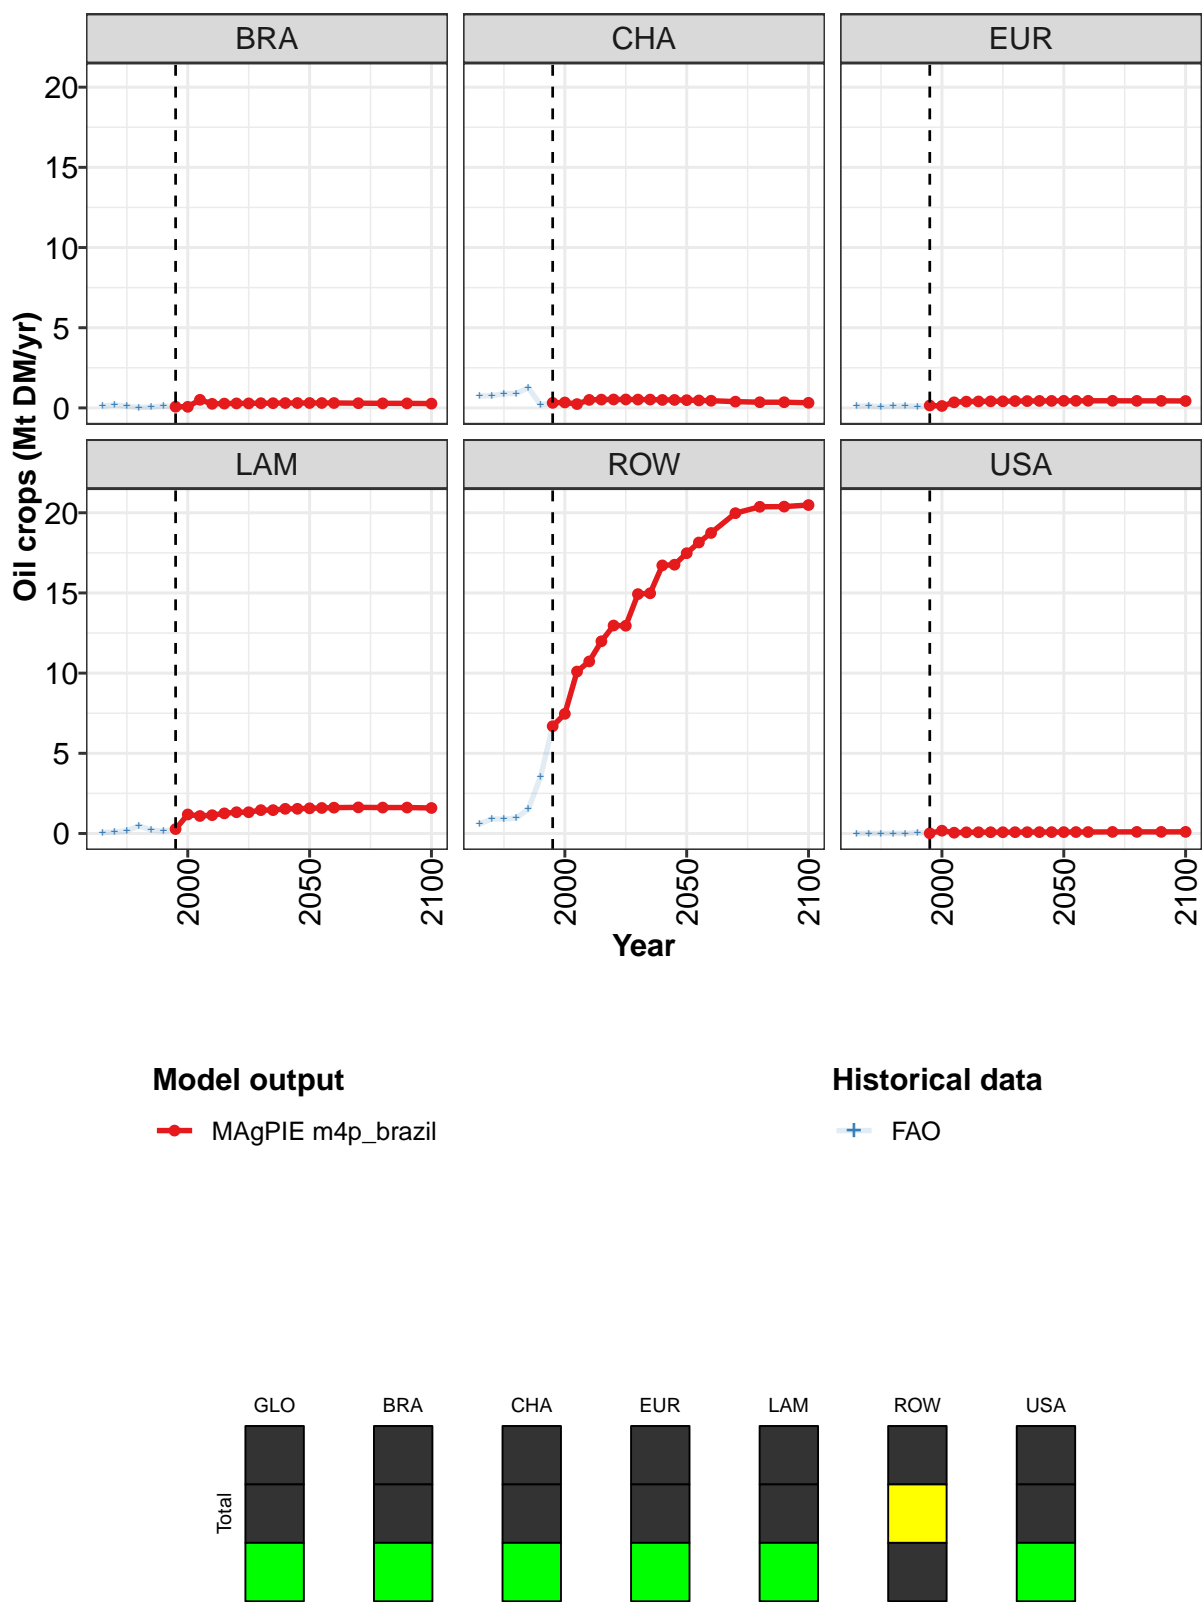 BRA
CHA
EUR
20
15
10
5
0
Oil crops (Mt DM/yr)
LAM
ROW
USA
20
15
10
5
0
2000
2050
2100
2000
2050
2100
2000
2050
2100
Year
Model output
MAgPIE m4p_brazil
Historical data
FAO
GLO
BRA
CHA
EUR
LAM
ROW
USA
Total